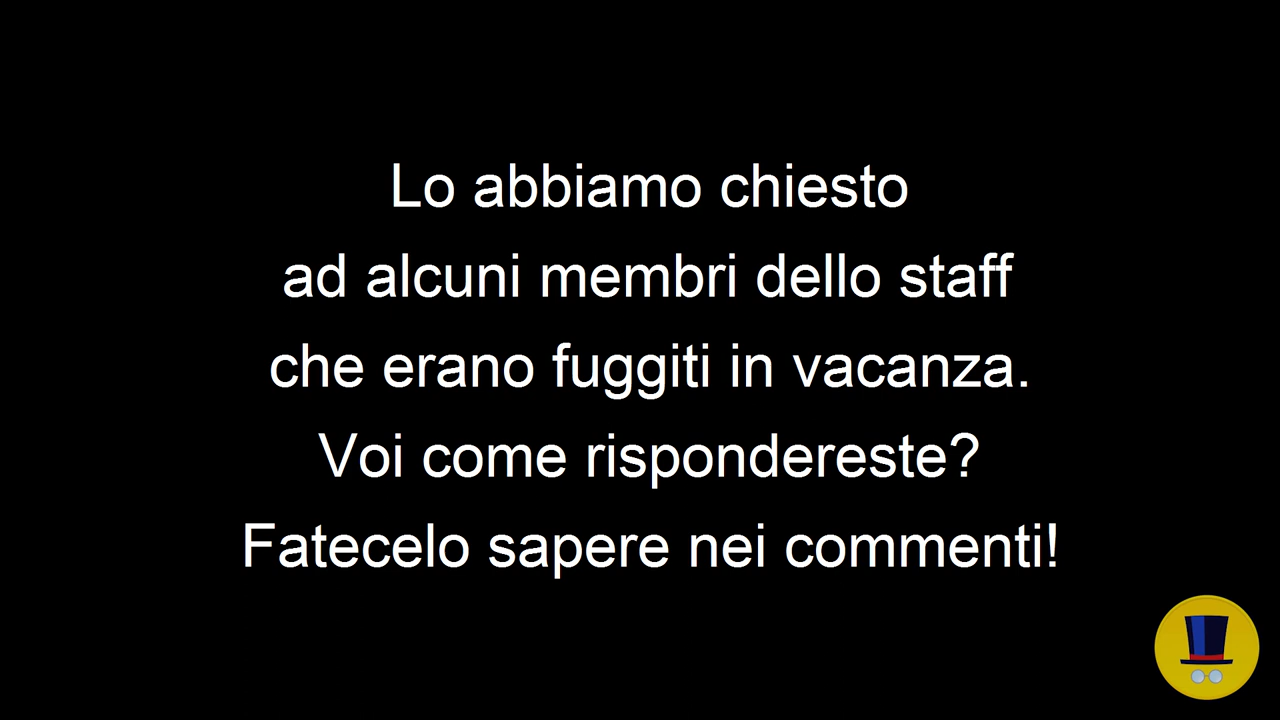 Lo abbiamo chiesto
ad alcuni membri dello staff
che erano fuggiti in vacanza.
Voi come rispondereste?
Fatecelo sapere nei commenti!